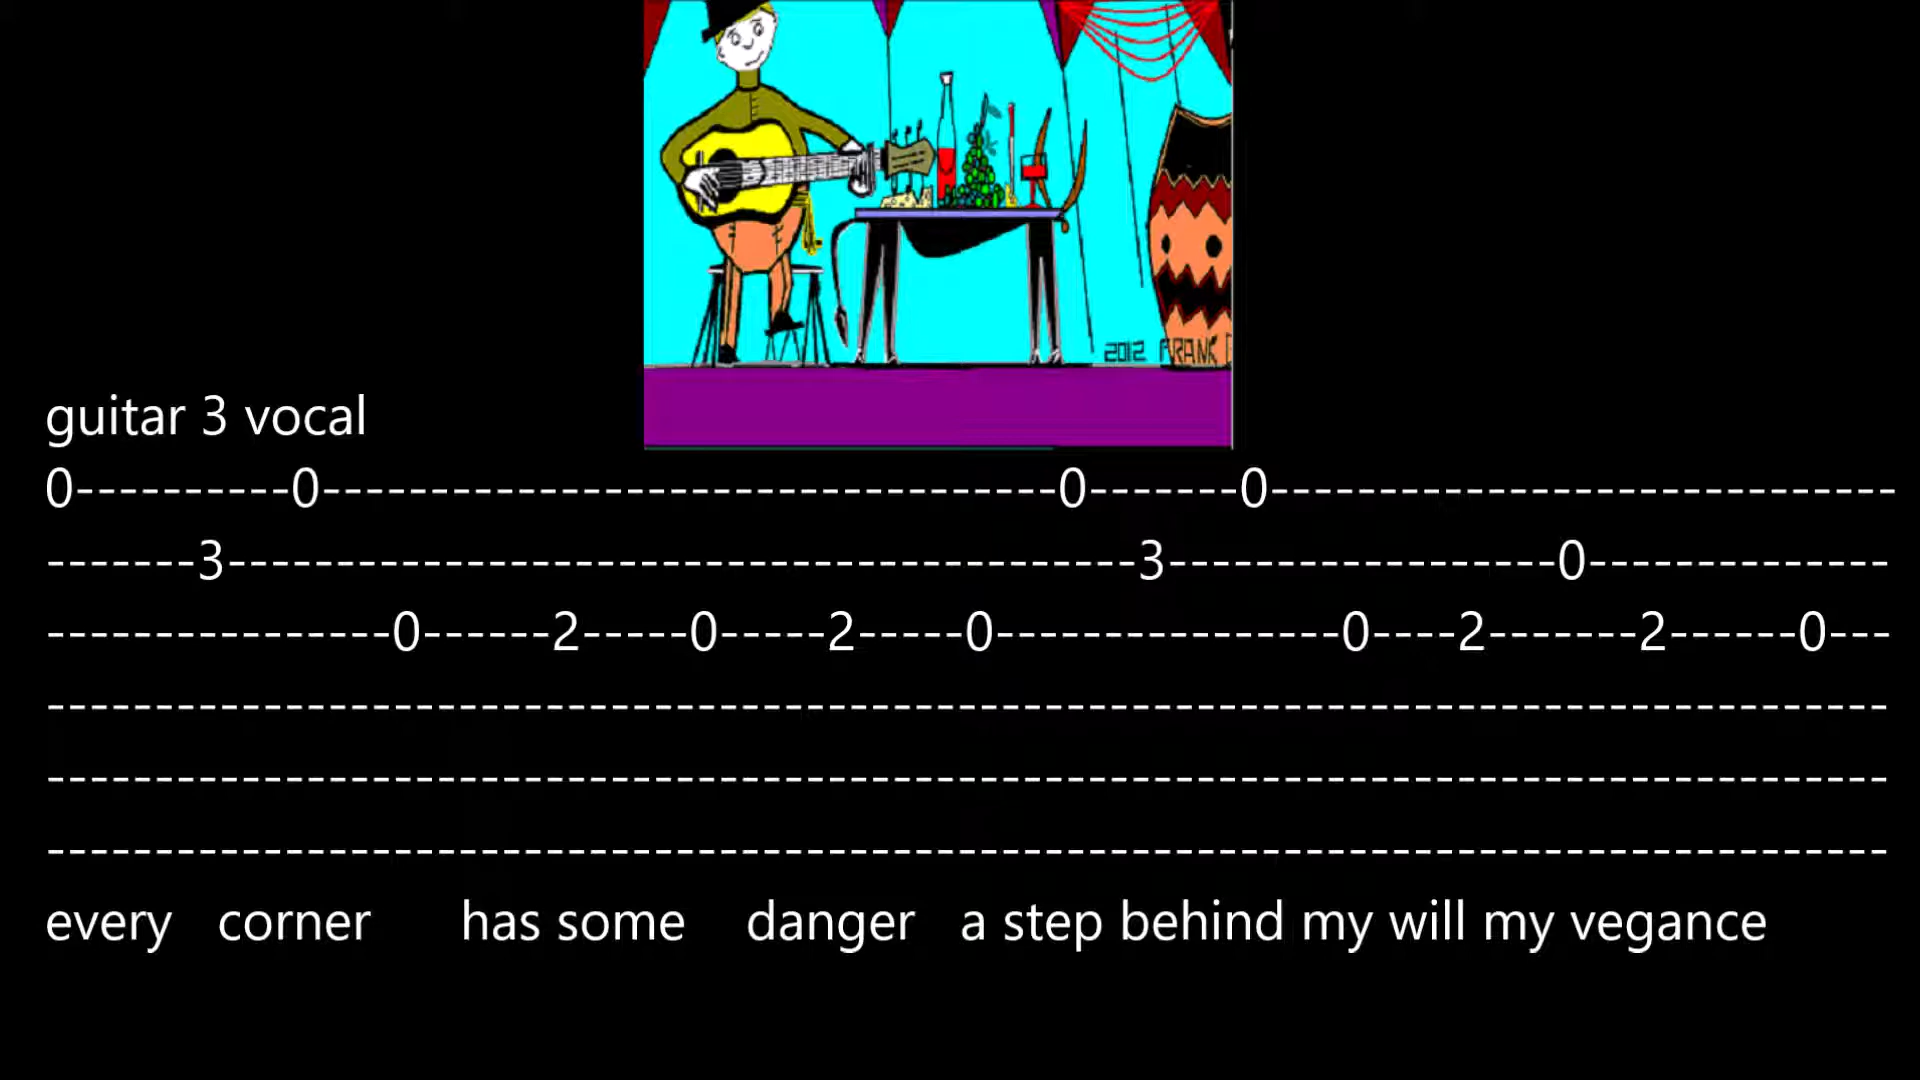 2012 FRANK
guitar 3 vocal
0----------0----------------------------------0-------0-----------------------------
-------3------------------------------------------3------------------0--------------
----------------0------2-----0-----2-----0----------------0----2-------2------0---
-------------------------------------------------------------------------------------
-------------------------------------------------------------------------------------
-------------------------------------------------------------------------------------
every corner has some danger a step behind my will my vegance